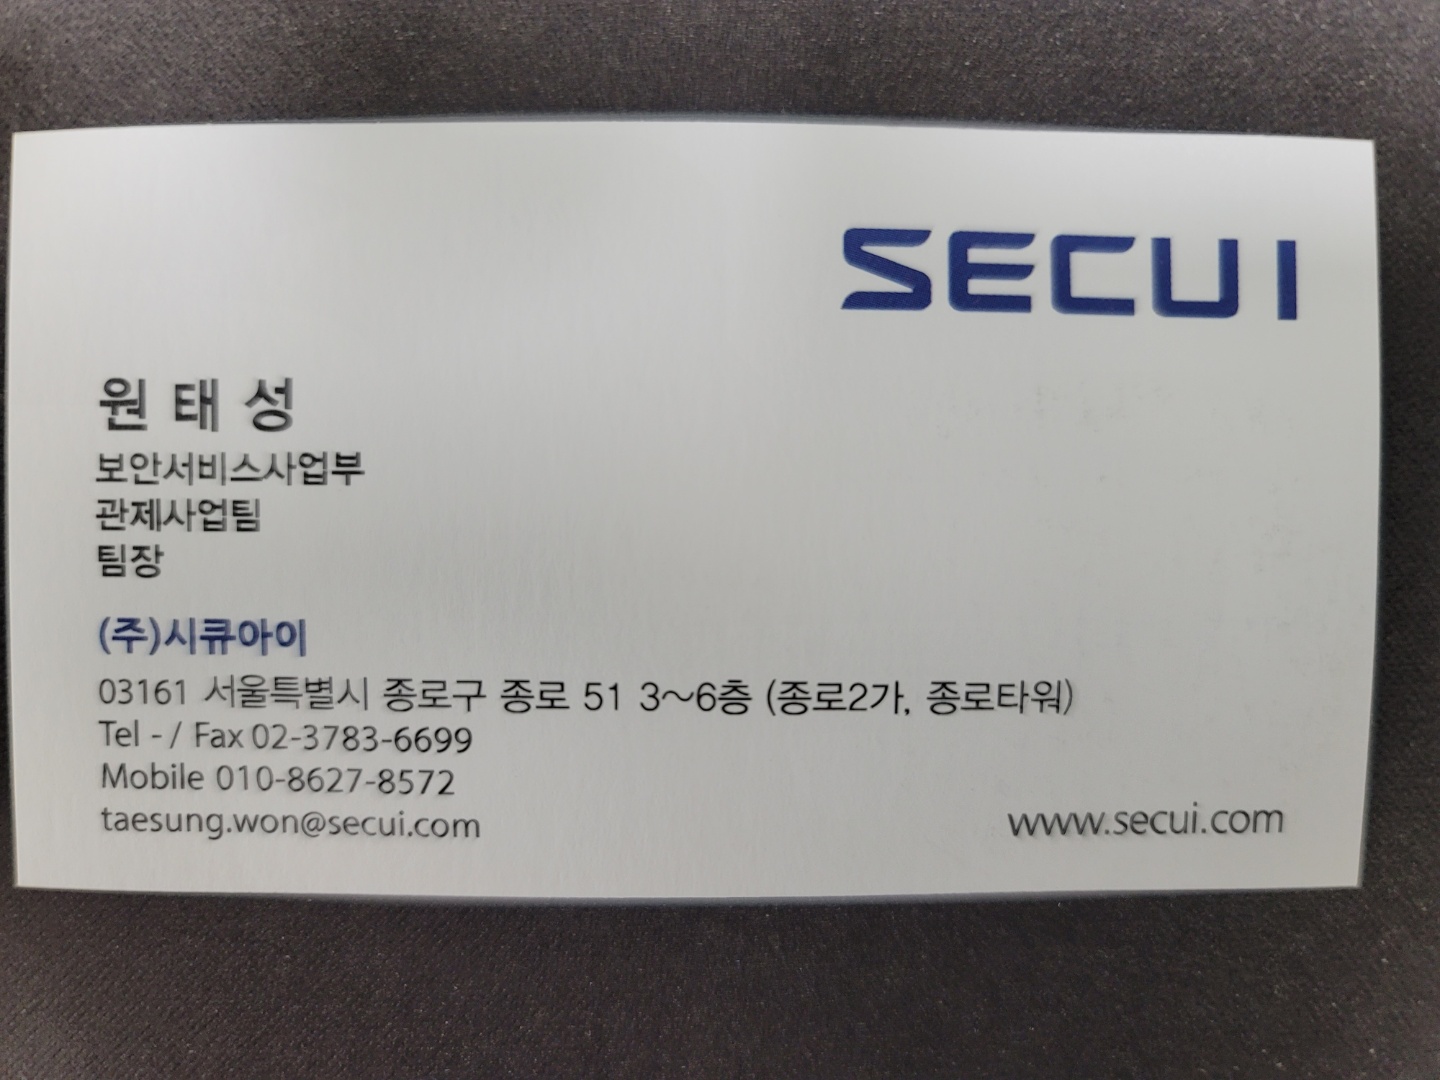 SECUI
원 태 성
보안서비스사업부
관제사업팀
팀장
(주)시큐아이
03161 서울특별시 종로구 종로 51 3~6층 (종로2가, 종로타워)
Tel - / Fax 02-3783-6699
Mobile 010-8627-8572
taesung.won@secui.com
www.secui.com